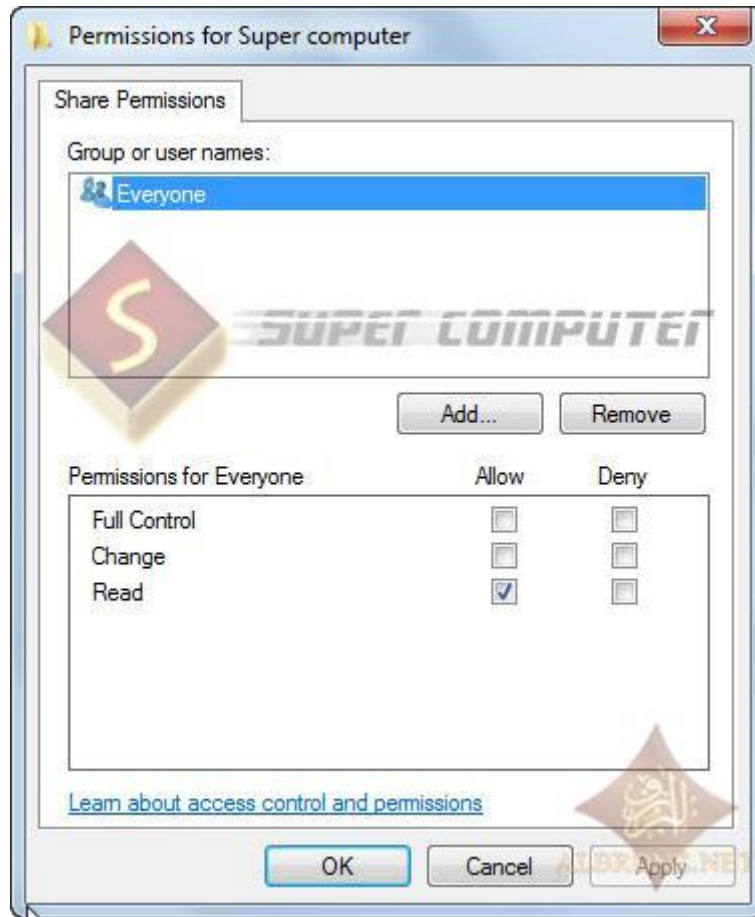 Permissions for Super computer
Share Permissions
Group or user names:
Everyone
SUPER COMPUTER
Add...
Remove
Permissions for Everyone
Allow
Deny
Full Control
Change
Read
Learn about access control and permissions
OK
Cancel
Apply